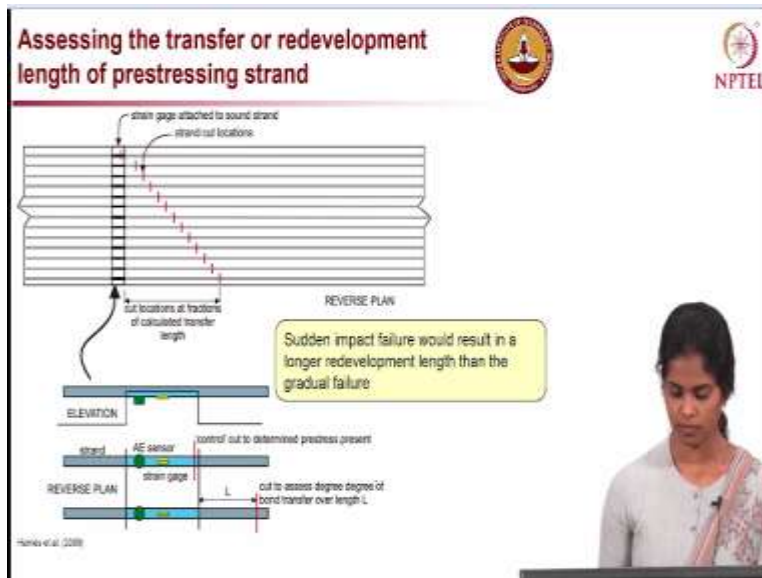 Assessing the transfer or redevelopment
length of prestressing strand
NPTEL
strain gage attached to sound strand
strand cut locations
cut locations at fractions
of calculated transfer
length
REVERSE PLAN
Sudden impact failure would result in a
longer redevelopment length than the
gradual failure
ELEVATION
'control' cut to determined prestress present
strand
AE sensor
strain gage
REVERSE PLAN
L
cut to assess degree degree of
bond transfer over length L
et al. (2009)